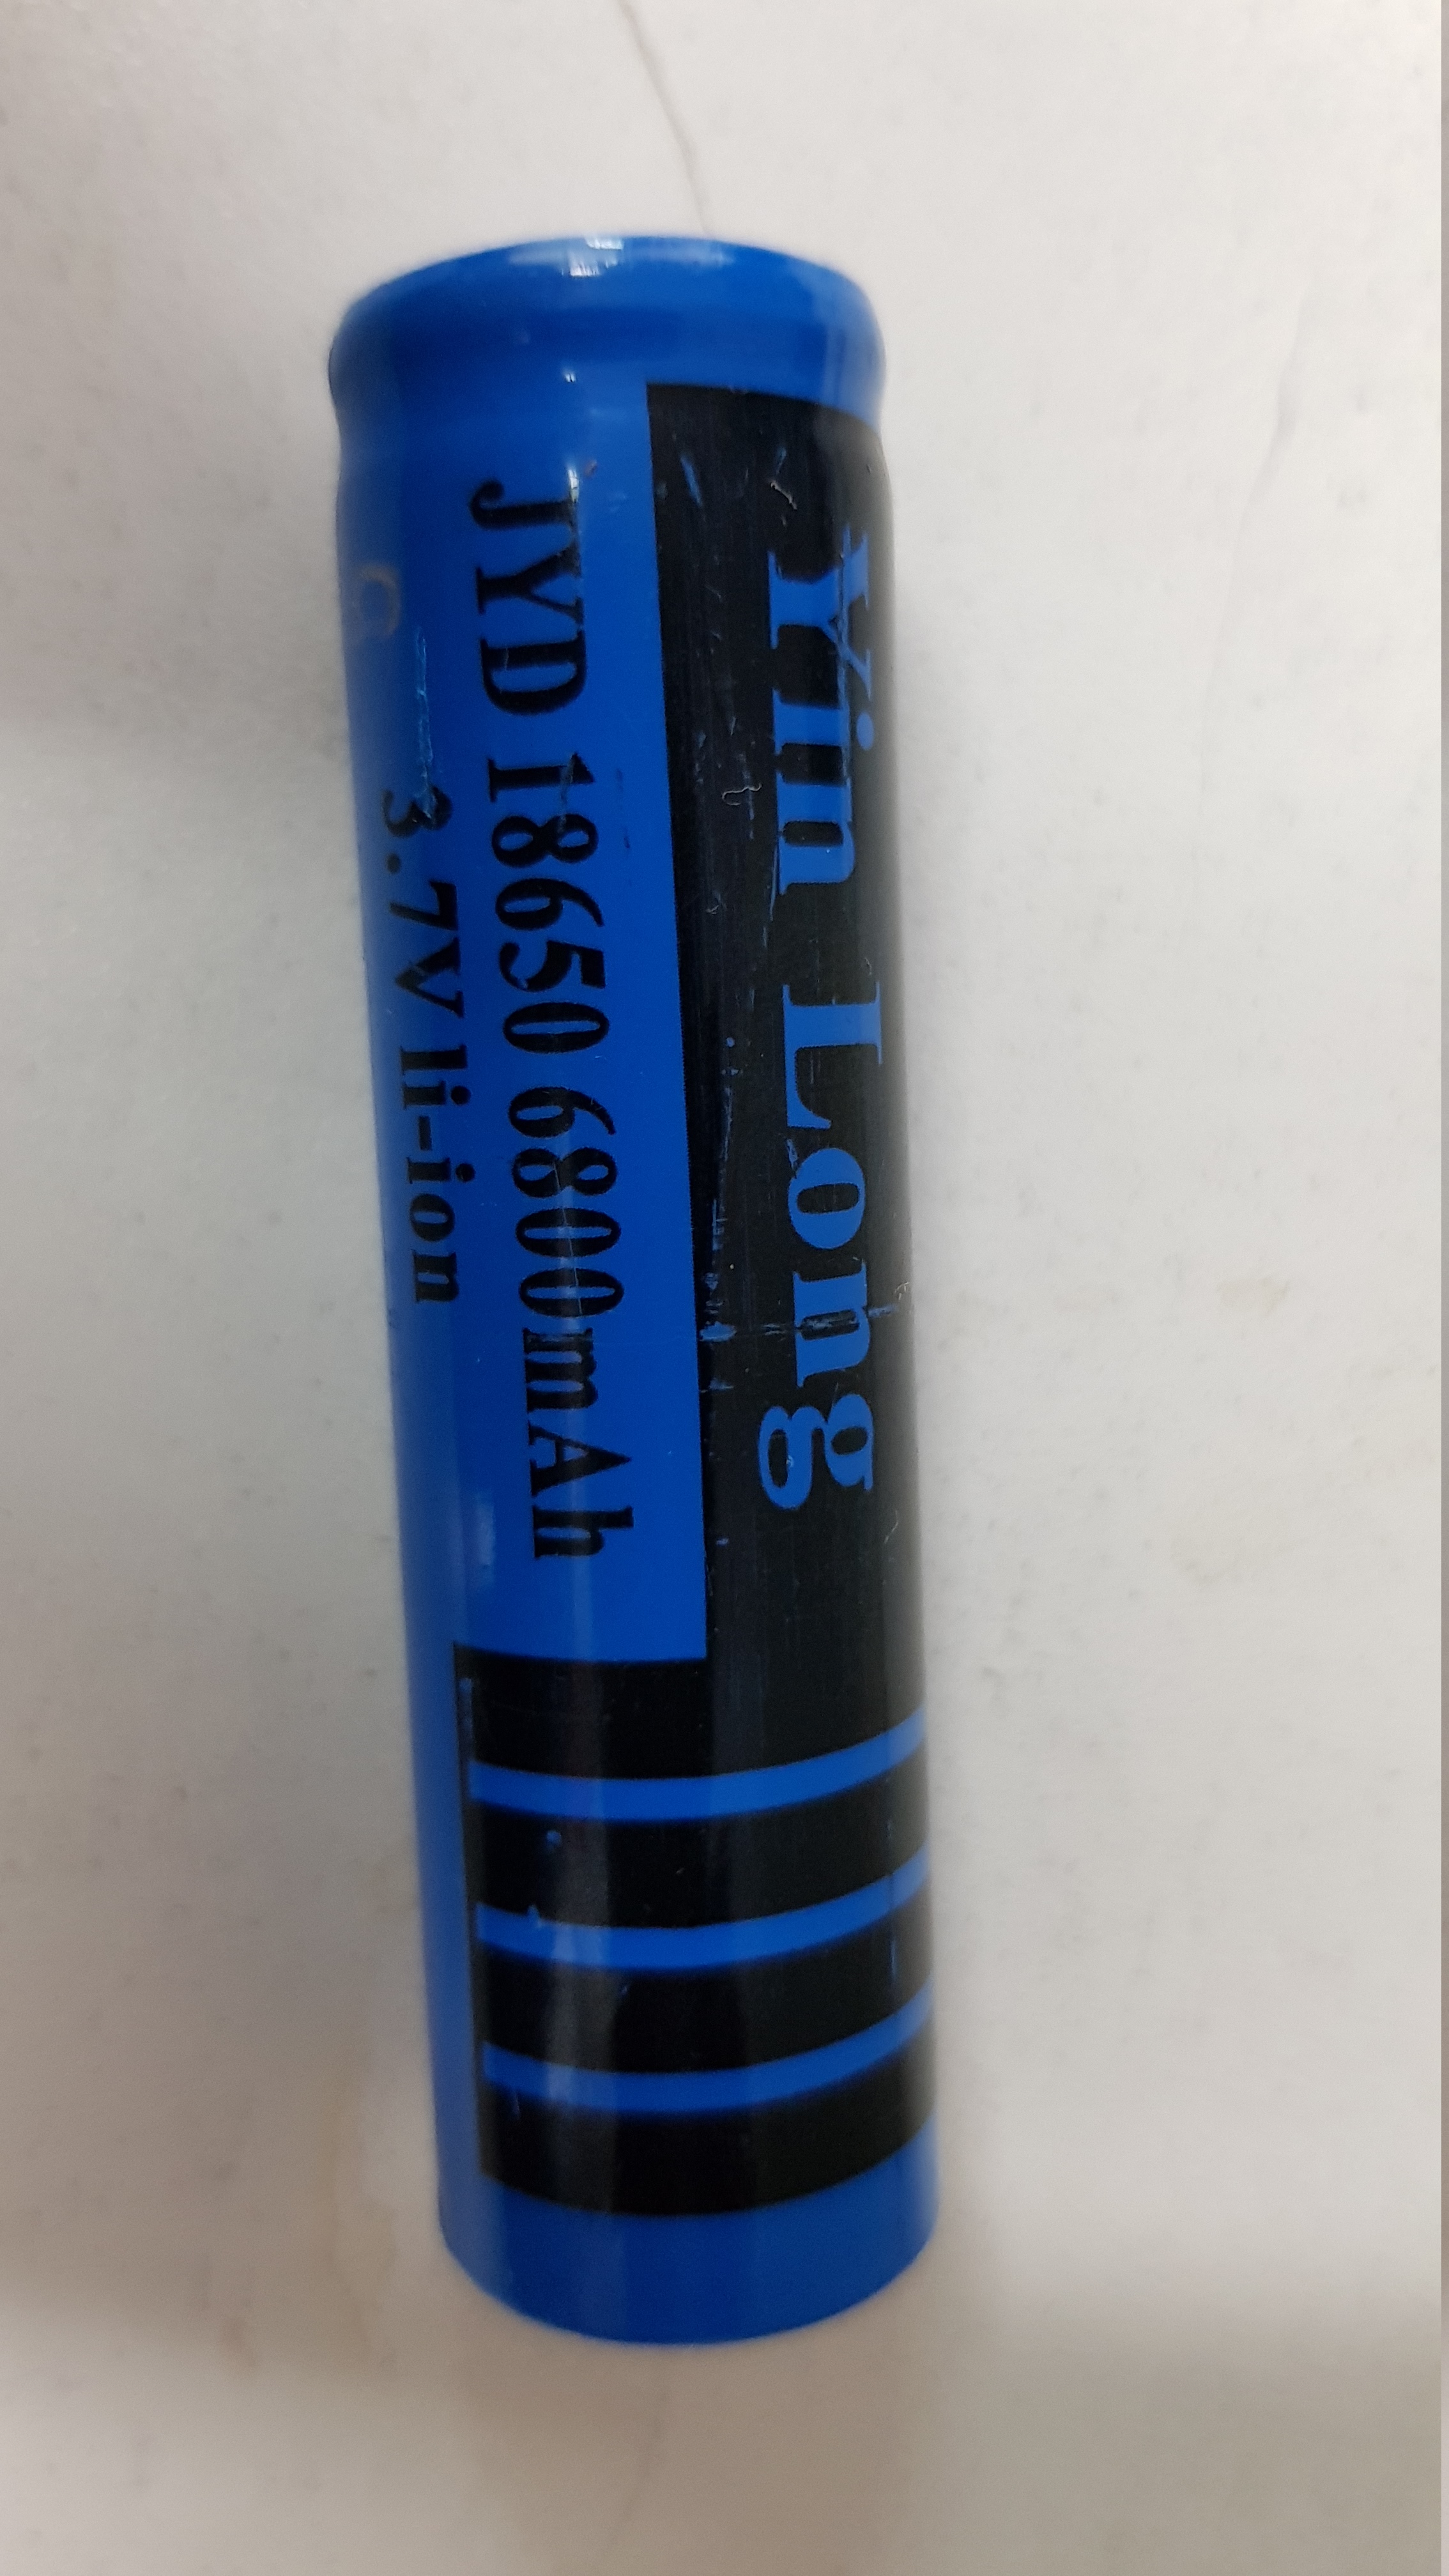 Yin Long
JYD 18650 6800mAh
3.7V li-ion